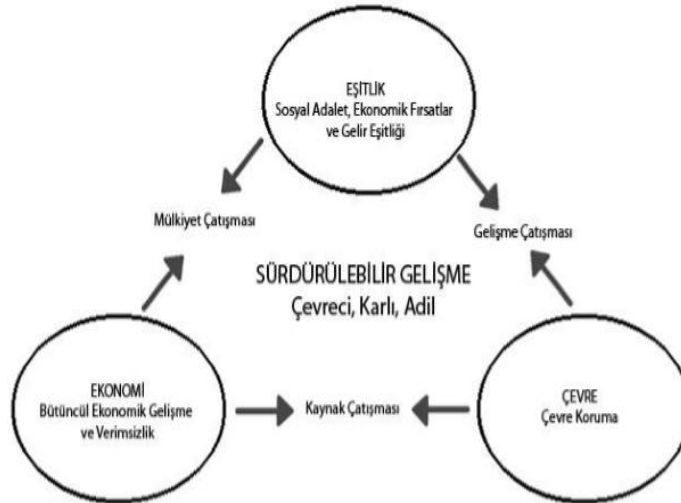 EŞİTLİK
Sosyal Adalet, Ekonomik Fırsatlar
ve Gelir Eşitliği
Mülkiyet Çatışması
Gelişme Çatışması
SÜRDÜRÜLEBİLİR GELİŞME
Çevreci, Karlı, Adil
EKONOMİ
Bütüncül Ekonomik Gelişme
ve Verimsizlik
Kaynak Çatışması
ÇEVRE
Çevre Koruma